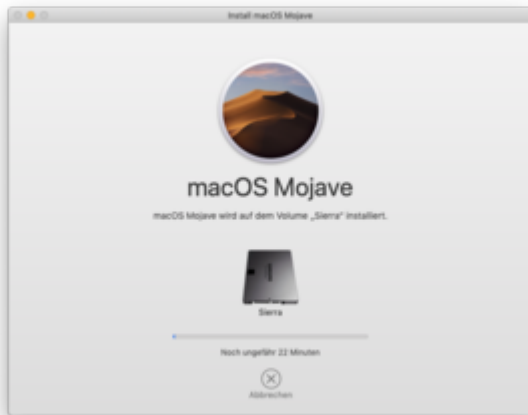 Install macOS Mojave
macOS Mojave
macOS Mojave wird auf dem Volume „Sierra“ installiert.
Sierra
Noch ungefähr 22 Minuten
Abbrechen